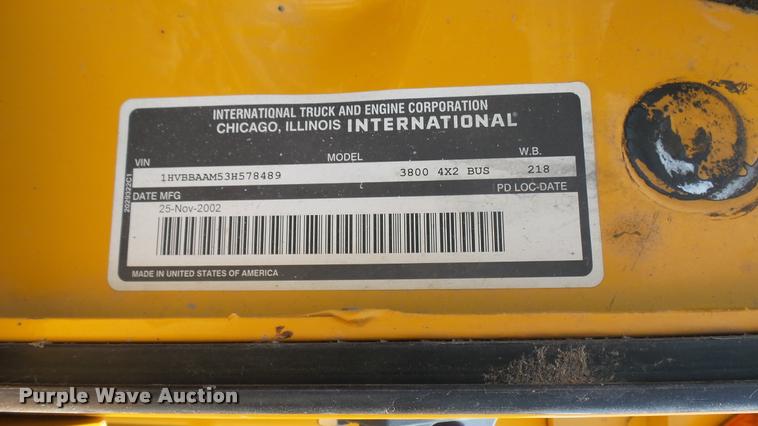 INTERNATIONAL TRUCK AND ENGINE CORPORATION
CHICAGO, ILLINOIS INTERNATIONAL®
VIN MODEL W.B.
1HVBBAAM53H578489 3800 4X2 BUS 218
DATE MFG PD LOC-DATE
25-Nov-2002
MADE IN UNITED STATES OF AMERICA
2029322C1
Purple Wave Auction